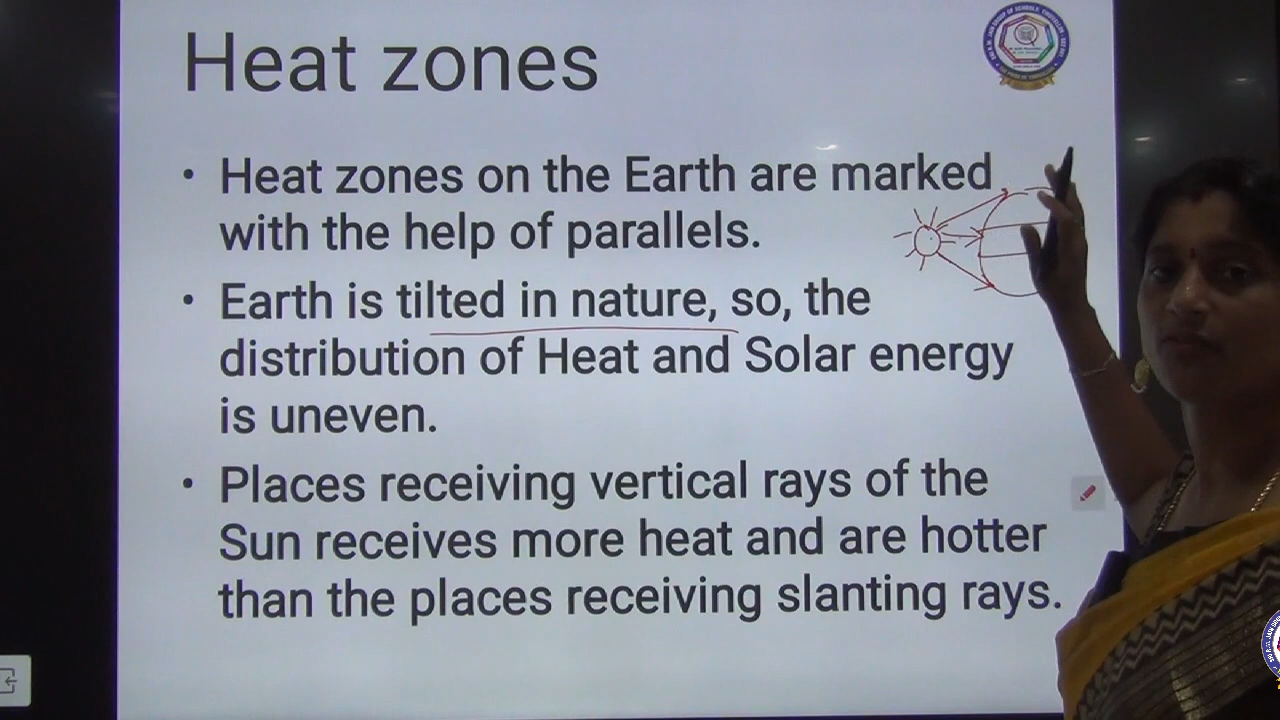 Heat zones
• Heat zones on the Earth are marked
with the help of parallels.
• Earth is tilted in nature, so, the
distribution of Heat and Solar energy
is uneven.
• Places receiving vertical rays of the
Sun receives more heat and are hotter
than the places receiving slanting rays.